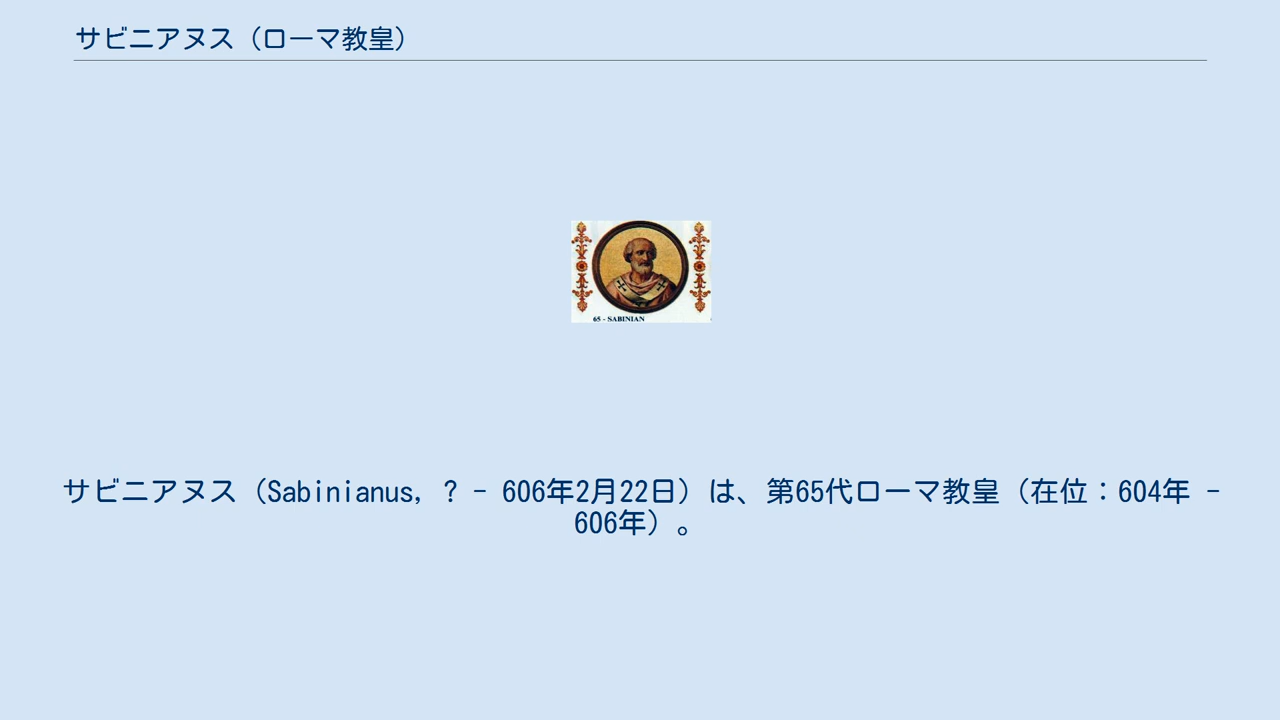 サビニアヌス（ローマ教皇）
65 - SABINIAN
サビニアヌス（Sabinianus, ? - 606年2月22日）は、第65代ローマ教皇（在位：604年 -
606年）。